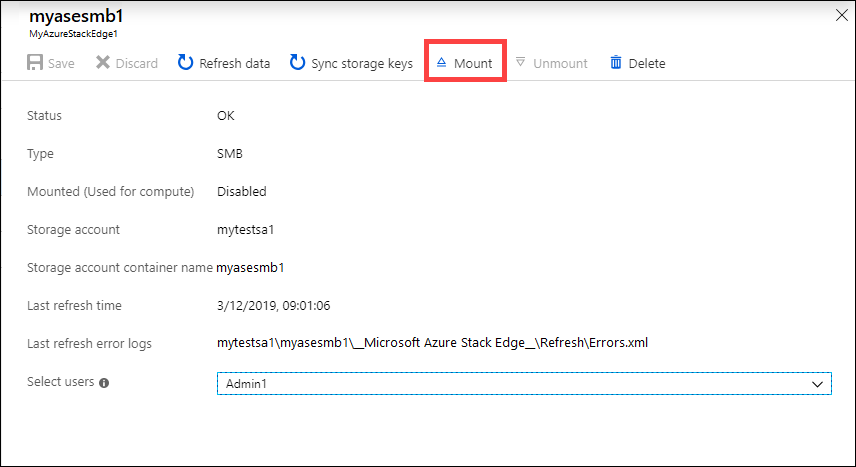 myasesmb1
MyAzureStackEdge1
Save Discard Refresh data Sync storage keys Mount Unmount Delete
Status OK
Type SMB
Mounted (Used for compute) Disabled
Storage account mytestsa1
Storage account container name myasesmb1
Last refresh time 3/12/2019, 09:01:06
Last refresh error logs mytestsa1\myasesmb1\__Microsoft Azure Stack Edge__\Refresh\Errors.xml
Select users Admin1